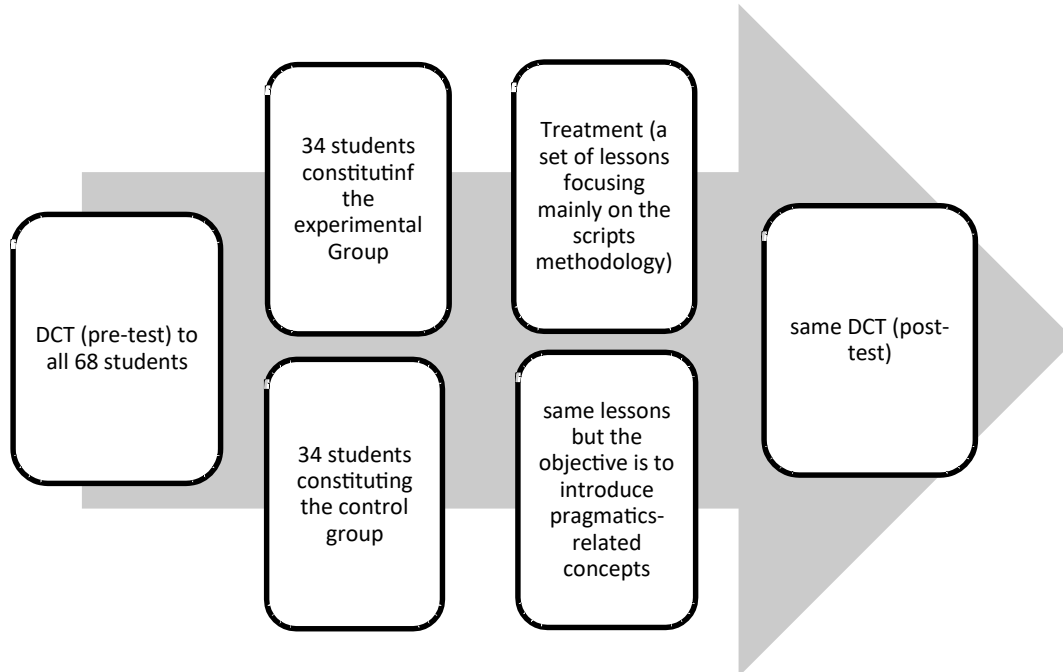 DCT (pre-test) to
all 68 students
34 students
constitutinf
the
experimental
Group
34 students
constituting
the control
group
Treatment (a
set of lessons
focusing
mainly on the
scripts
methodology)
same lessons
but the
objective is to
introduce
pragmatics-
related
concepts
same DCT (post-
test)